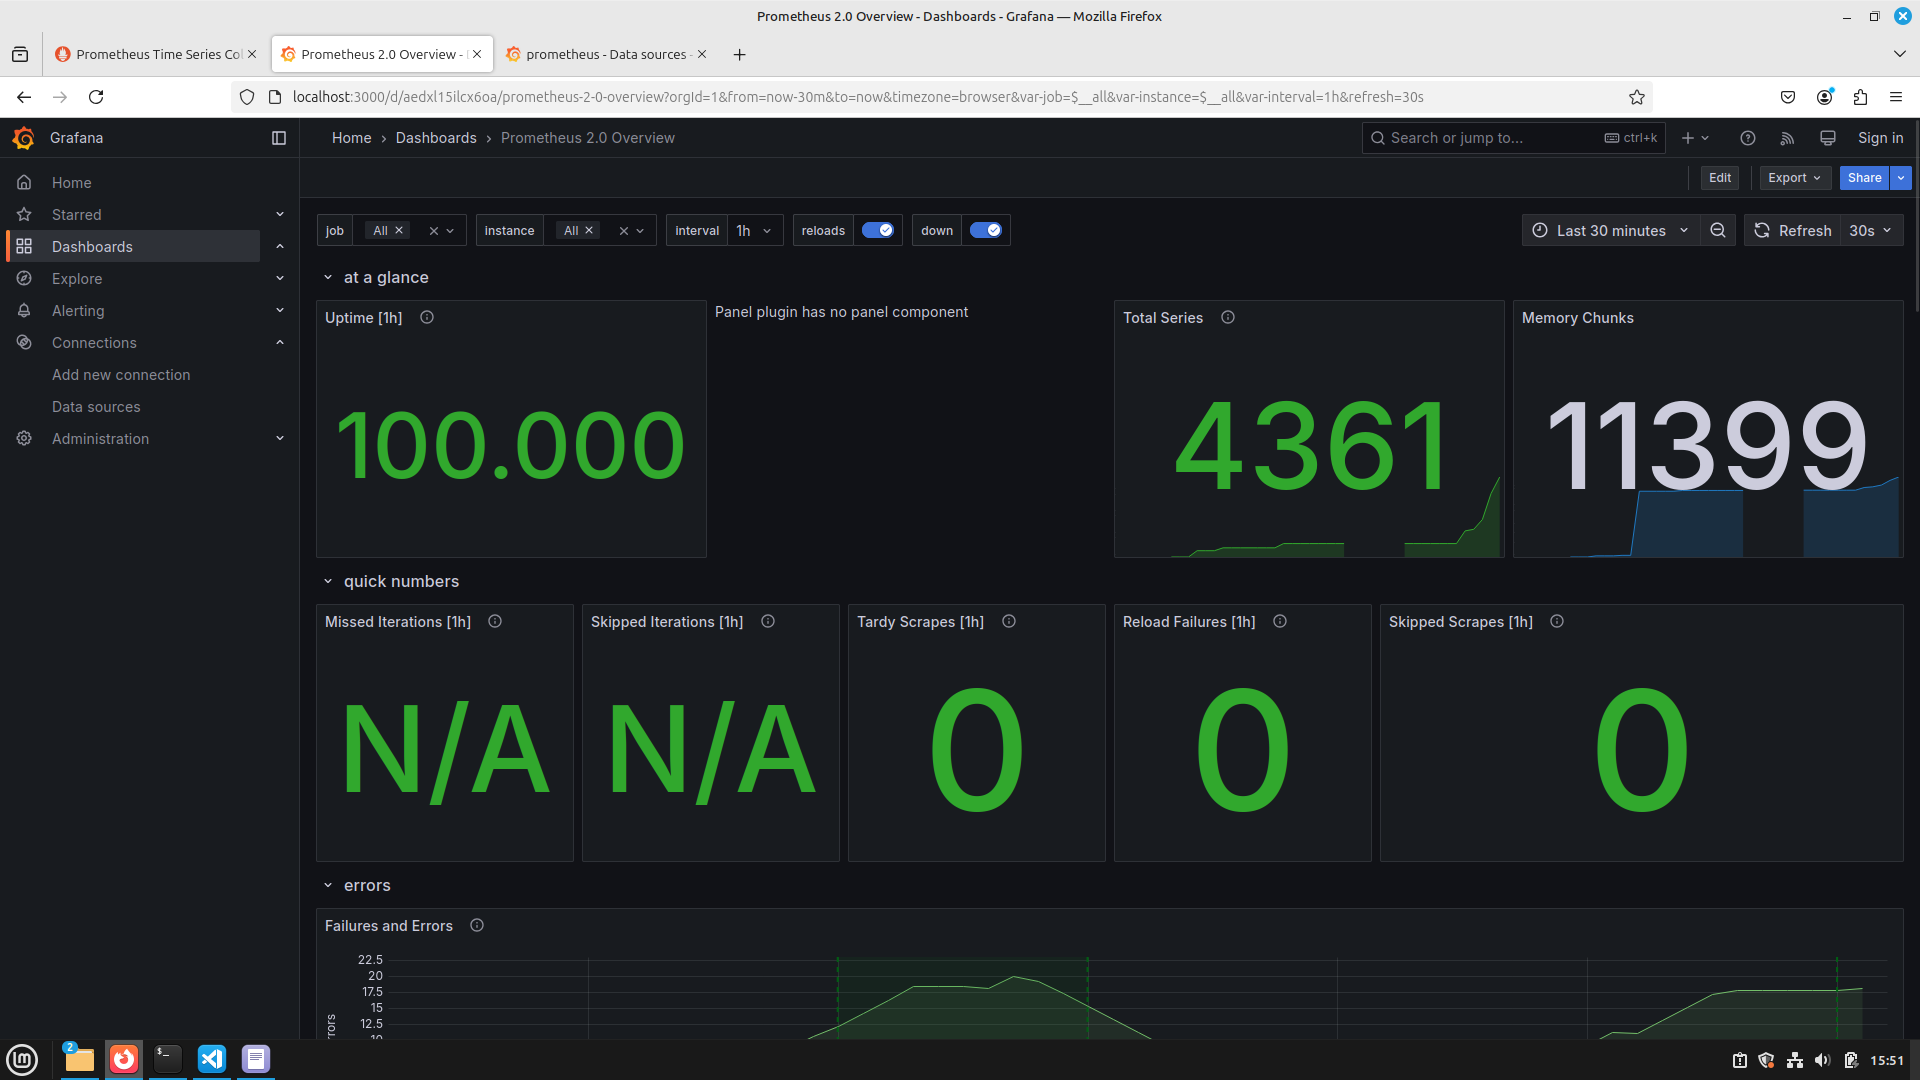 Prometheus 2.0 Overview - Dashboards - Grafana — Mozilla Firefox
Prometheus Time Series Co
Prometheus 2.0 Overview -
prometheus - Data sources -
localhost:3000/d/aedxl15ilcx6oa/prometheus-2-0-overview?orgId=1&from=now-30m&to=now&timezone=browser&var-job=$__all&var-instance=$__all&var-interval=1h&refresh=30s
Grafana
Home › Dashboards › Prometheus 2.0 Overview
Search or jump to... ctrl+k
Sign in
Edit Export Share
Home
Starred
Dashboards
Explore
Alerting
Connections
Add new connection
Data sources
Administration
job All instance All interval 1h reloads down
Last 30 minutes Refresh 30s
at a glance
Uptime [1h]
100.000
Panel plugin has no panel component
Total Series
4361
Memory Chunks
11399
quick numbers
Missed Iterations [1h]
N/A
Skipped Iterations [1h]
N/A
Tardy Scrapes [1h]
0
Reload Failures [1h]
0
Skipped Scrapes [1h]
0
errors
Failures and Errors
22.5
20
17.5
15
12.5
10
2
$_
lm
15:51